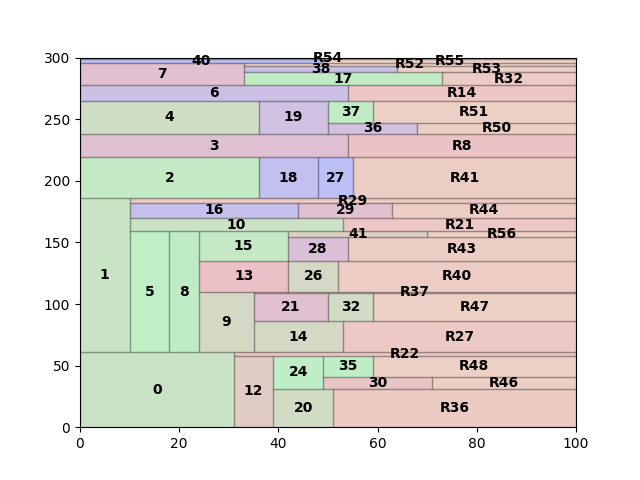 300
40 R54 R55
7 38 R52 R53
17 R32
6 R14
250
4 19 37 R51
36 R50
3 R8
200
2 18 27 R41
R29
16 29 R44
10 R21
150
41 R56
15 28 R43
1 13 26 R40
5 8 R37
100
9 21 32 R47
14 R27
R22
50
24 35 R48
0 12 30 R46
20 R36
0
0 20 40 60 80 100